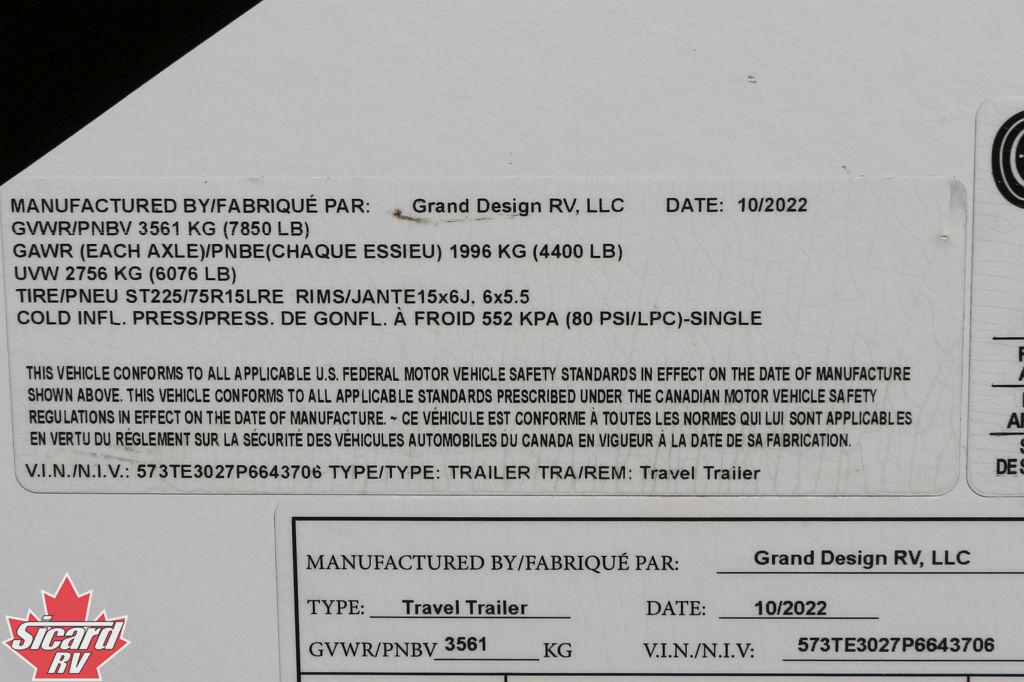 MANUFACTURED BY/FABRIQUÉ PAR: Grand Design RV, LLC DATE: 10/2022
GVWR/PNBV 3561 KG (7850 LB)
GAWR (EACH AXLE)/PNBE(CHAQUE ESSIEU) 1996 KG (4400 LB)
UVW 2756 KG (6076 LB)
TIRE/PNEU ST225/75R15LRE RIMS/JANTE15x6J, 6x5.5
COLD INFL. PRESS/PRESS. DE GONFL. À FROID 552 KPA (80 PSI/LPC)-SINGLE
THIS VEHICLE CONFORMS TO ALL APPLICABLE U.S. FEDERAL MOTOR VEHICLE SAFETY STANDARDS IN EFFECT ON THE DATE OF MANUFACTURE
SHOWN ABOVE. THIS VEHICLE CONFORMS TO ALL APPLICABLE STANDARDS PRESCRIBED UNDER THE CANADIAN MOTOR VEHICLE SAFETY
REGULATIONS IN EFFECT ON THE DATE OF MANUFACTURE. ~ CE VÉHICULE EST CONFORME À TOUTES LES NORMES QUI LUI SONT APPLICABLES
EN VERTU DU RÉGLEMENT SUR LA SÉCURITÉ DES VÉHICULES AUTOMOBILES DU CANADA EN VIGUEUR À LA DATE DE SA FABRICATION.
V.I.N./N.I.V.: 573TE3027P6643706 TYPE/TYPE: TRAILER TRA/REM: Travel Trailer
MANUFACTURED BY/FABRIQUÉ PAR: Grand Design RV, LLC
TYPE: Travel Trailer DATE: 10/2022
GVWR/PNBV 3561 KG V.I.N./N.I.V: 573TE3027P6643706
Sicard
RV